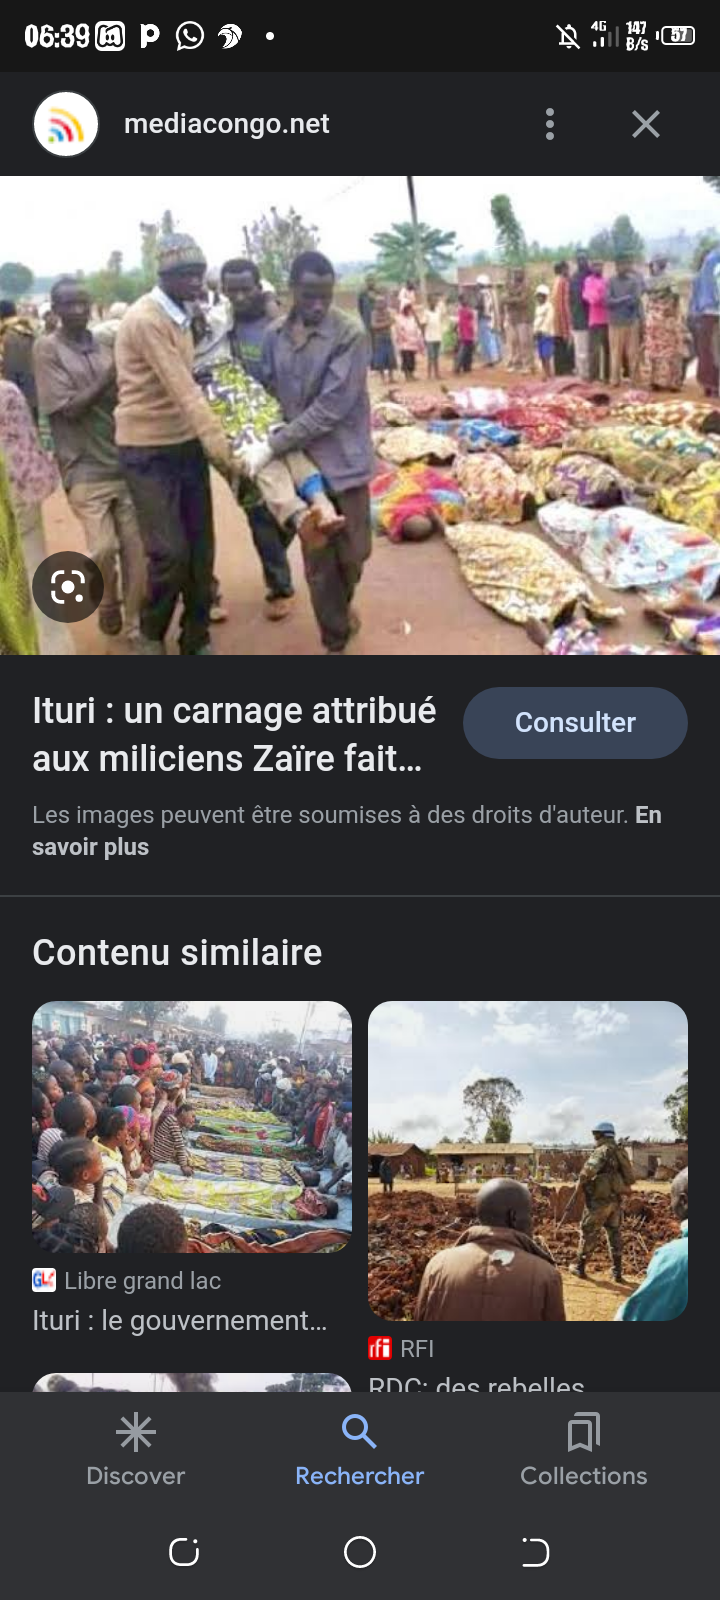 06:39
4G 147 B/s 57
mediacongo.net
Ituri : un carnage attribué
aux miliciens Zaïre fait...
Consulter
Les images peuvent être soumises à des droits d'auteur. En
savoir plus
Contenu similaire
Libre grand lac
Ituri : le gouvernement...
rfi RFI
RDC: des rebelles
Discover
Rechercher
Collections